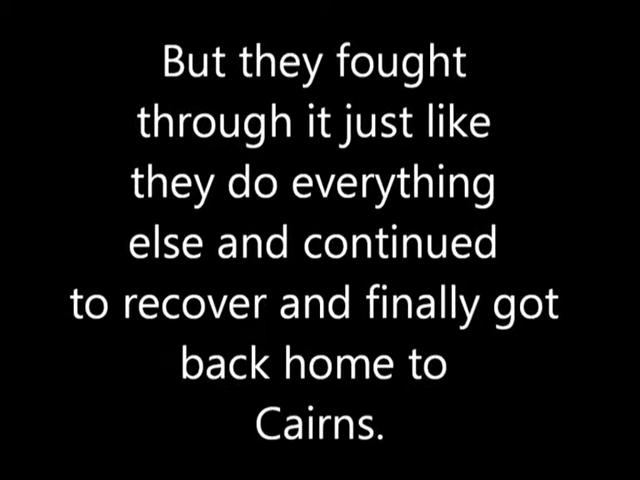 But they fought
through it just like
they do everything
else and continued
to recover and finally got
back home to
Cairns.